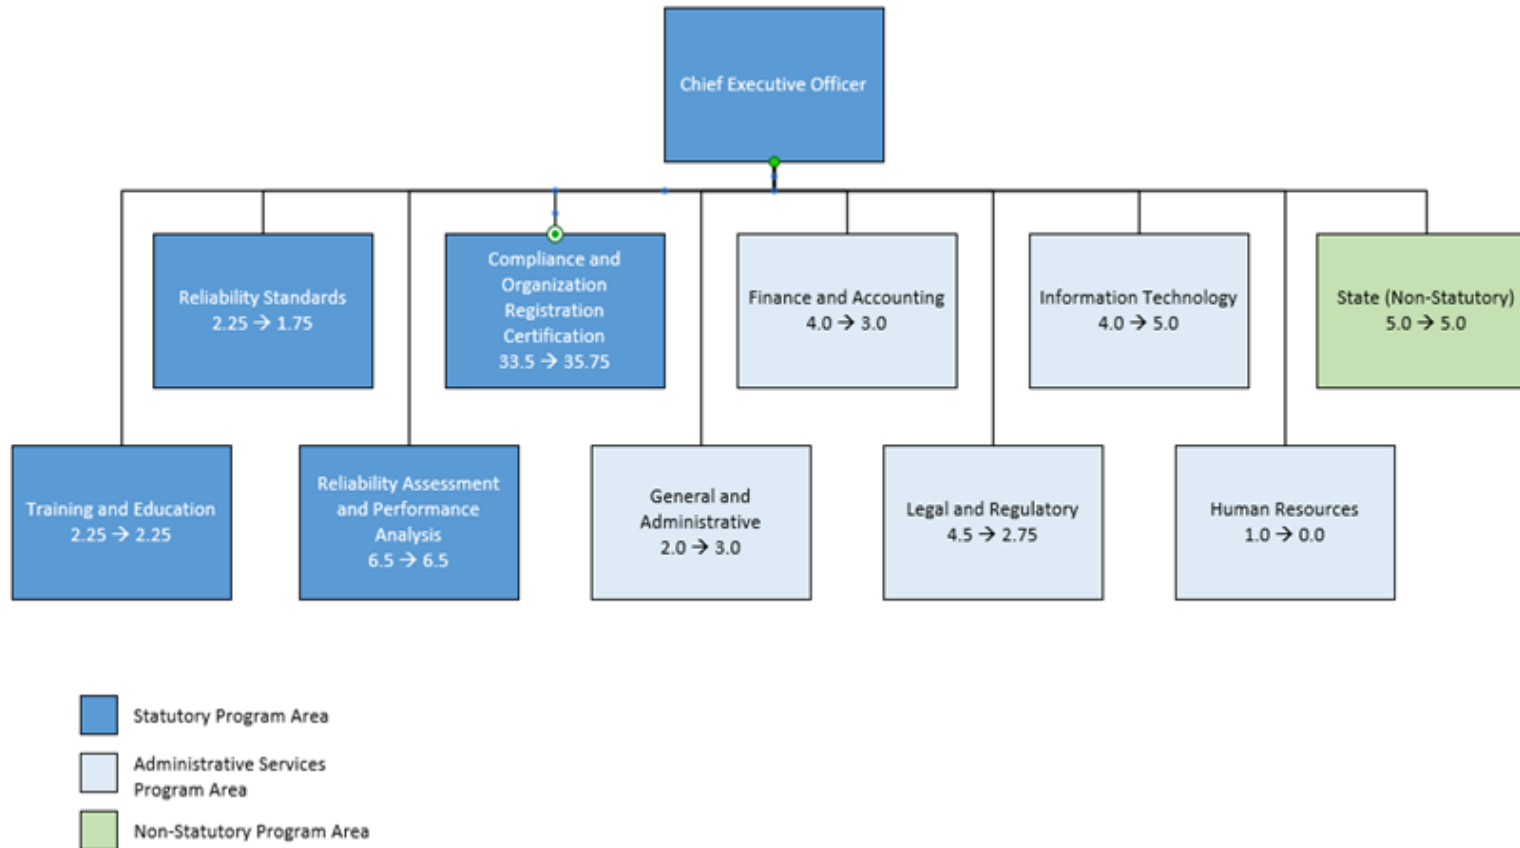 Chief Executive Officer
Reliability Standards
2.25 → 1.75
Compliance and
Organization
Registration
Certification
33.5 → 35.75
Finance and Accounting
4.0 → 3.0
Information Technology
4.0 → 5.0
State (Non-Statutory)
5.0 → 5.0
Training and Education
2.25 → 2.25
Reliability Assessment
and Performance
Analysis
6.5 → 6.5
General and
Administrative
2.0 → 3.0
Legal and Regulatory
4.5 → 2.75
Human Resources
1.0 → 0.0
Statutory Program Area
Administrative Services
Program Area
Non-Statutory Program Area